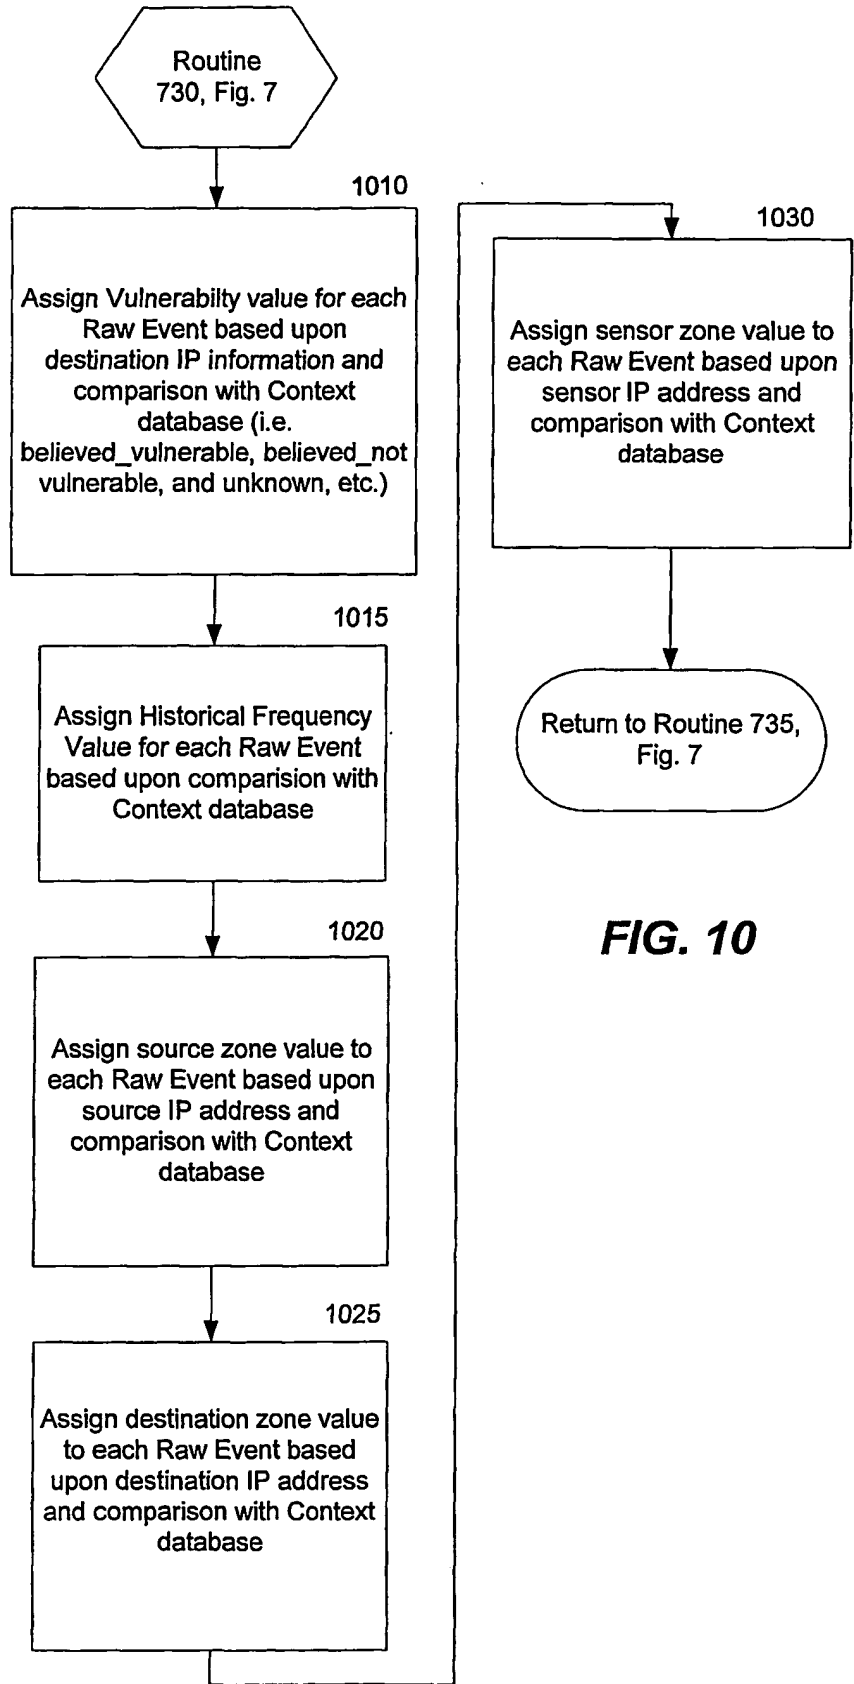 Routine
730, Fig. 7
1010
Assign Vulnerabilty value for each
Raw Event based upon
destination IP information and
comparison with Context
database (i.e.
believed_vulnerable, believed_not
vulnerable, and unknown, etc.)
1015
Assign Historical Frequency
Value for each Raw Event
based upon comparision with
Context database
1020
Assign source zone value to
each Raw Event based upon
source IP address and
comparison with Context
database
1025
Assign destination zone value
to each Raw Event based
upon destination IP address
and comparison with Context
database
1030
Assign sensor zone value to
each Raw Event based upon
sensor IP address and
comparison with Context
database
Return to Routine 735,
Fig. 7
FIG. 10